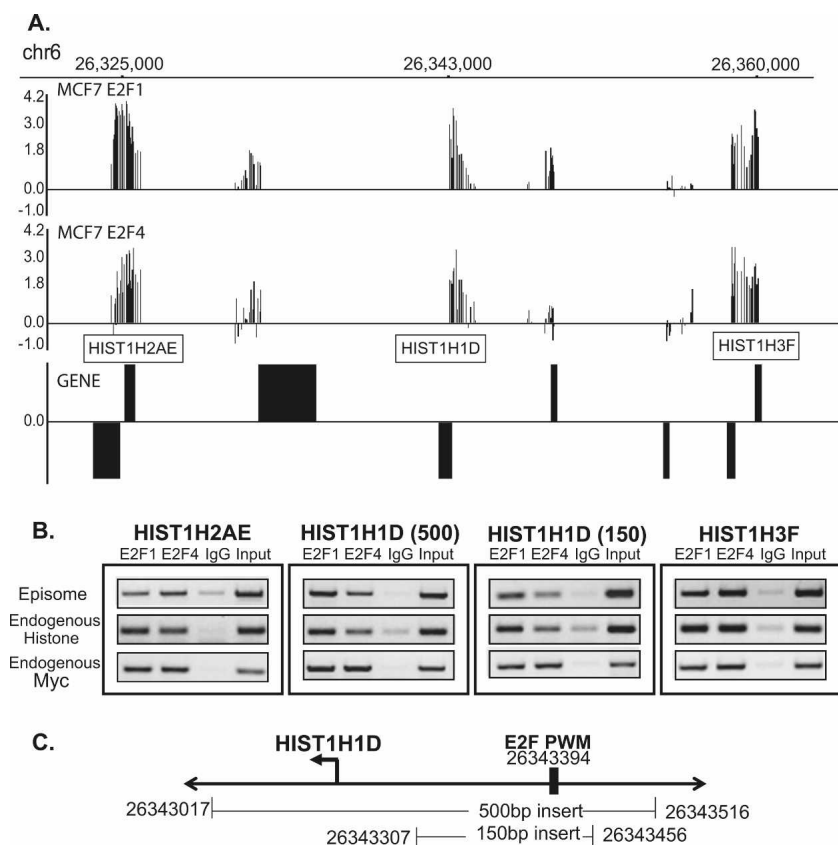 A.
chr6
26,325,000 26,343,000 26,360,000
MCF7 E2F1
4.2
3.0
1.8
0.0
-1.0
MCF7 E2F4
4.2
3.0
1.8
0.0
-1.0
HIST1H2AE HIST1H1D HIST1H3F
GENE
0.0
B.
HIST1H2AE HIST1H1D (500) HIST1H1D (150) HIST1H3F
E2F1 E2F4 IgG Input E2F1 E2F4 IgG Input E2F1 E2F4 IgG Input E2F1 E2F4 IgG Input
Episome
Endogenous
Histone
Endogenous
Myc
C.
HIST1H1D E2F PWM
26343394
26343017 500bp insert 26343516
26343307 150bp insert 26343456